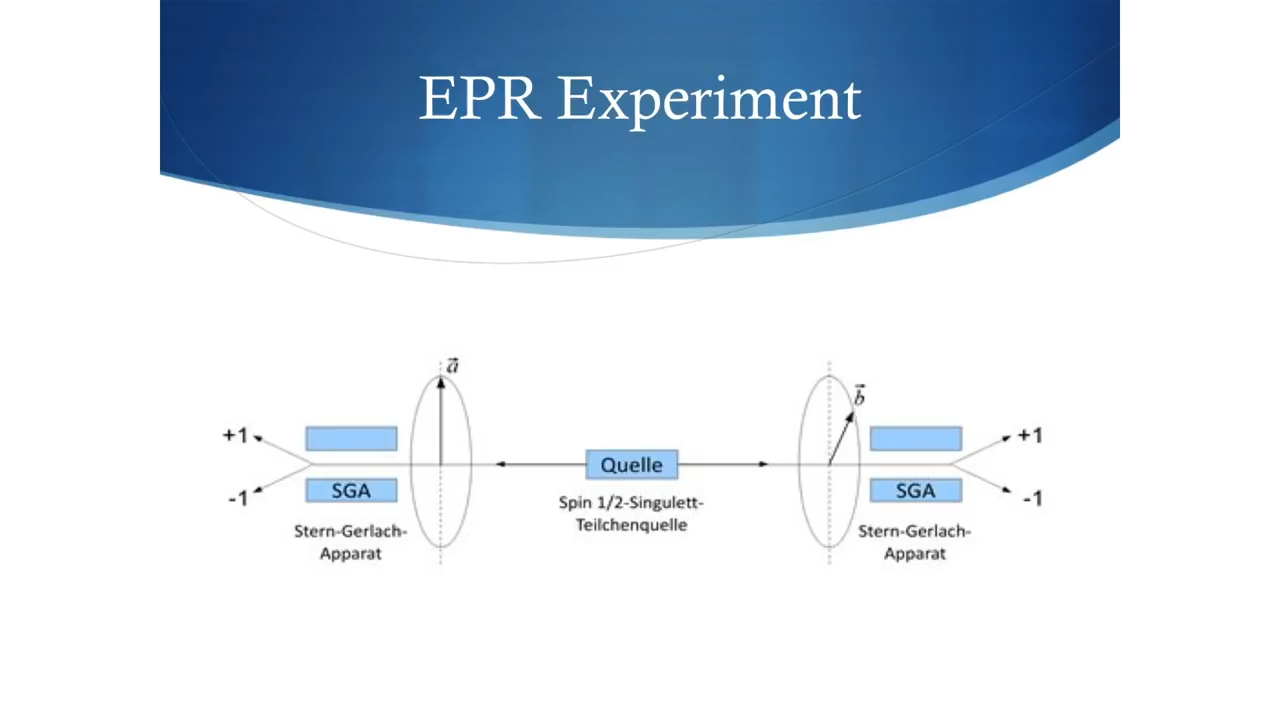 EPR Experiment
a
b
+1
+1
Quelle
SGA
SGA
-1
-1
Spin 1/2-Singulett-
Teilchenquelle
Stern-Gerlach-
Apparat
Stern-Gerlach-
Apparat